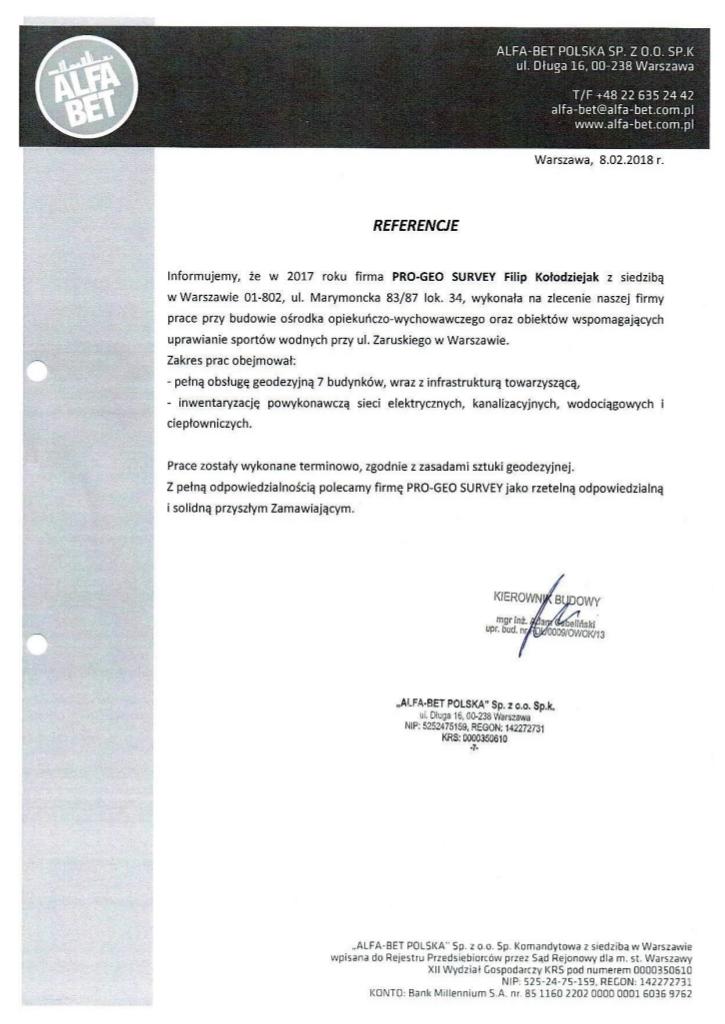 ALFA
BET
ALFA-BET POLSKA SP. Z O.O. SP.K
ul. Długa 16, 00-238 Warszawa
T/F +48 22 635 24 42
alfa-bet@alfa-bet.com.pl
www.alfa-bet.com.pl
Warszawa, 8.02.2018 r.
REFERENCJE
Informujemy, że w 2017 roku firma PRO-GEO SURVEY Filip Kołodziejak z siedzibą
w Warszawie 01-802, ul. Marymoncka 83/87 lok. 34, wykonała na zlecenie naszej firmy
prace przy budowie ośrodka opiekuńczo-wychowawczego oraz obiektów wspomagających
uprawianie sportów wodnych przy ul. Zaruskiego w Warszawie.
Zakres prac obejmował:
- pełną obsługę geodezyjną 7 budynków, wraz z infrastrukturą towarzyszącą,
- inwentaryzację powykonawczą sieci elektrycznych, kanalizacyjnych, wodociągowych i
ciepłowniczych.
Prace zostały wykonane terminowo, zgodnie z zasadami sztuki geodezyjnej.
Z pełną odpowiedzialnością polecamy firmę PRO-GEO SURVEY jako rzetelną odpowiedzialną
i solidną przyszłym Zamawiającym.
KIEROWNIK BUDOWY
mgr inż. Adam
upr. bud. nr
„ALFA-BET POLSKA" Sp. z o.o. Sp.k.
ul. Długa 16, 00-238 Warszawa
NIP: 5252475159, REGON: 142272731
KRS: 0000350610
-7-
„ALFA-BET POLSKA" Sp. z o.o. Sp. Komandytowa z siedzibą w Warszawie
wpisana do Rejestru Przedsiębiorców przez Sąd Rejonowy dla m. st. Warszawy
XII Wydział Gospodarczy KRS pod numerem 0000350610
NIP: 525-24-75-159, REGON: 142272731
KONTO: Bank Millennium S.A. nr. 85 1160 2202 0000 0001 6036 9762